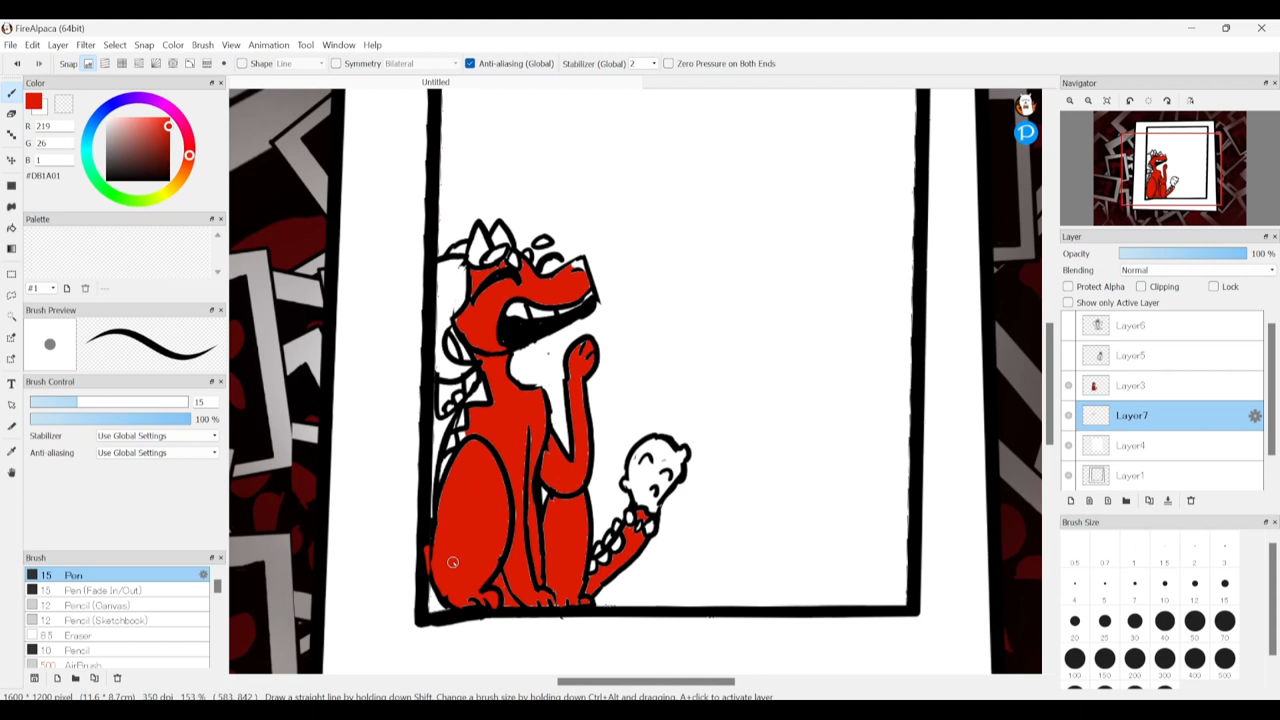 FireAlpaca (64bit)
File Edit Layer Filter Select Snap Color Brush View Animation Tool Window Help
Snap Shape Line Symmetry Bilateral Anti-aliasing (Global) Stabilizer (Global) 2 Zero Pressure on Both Ends
Untitled
Color
R 219
G 26
B 1
#DB1A01
Palette
#1
Brush Preview
Brush Control
15
100 %
Stabilizer Use Global Settings
Anti-aliasing Use Global Settings
Brush
15 Pen
15 Pen (Fade In/Out)
12 Pencil (Canvas)
12 Pencil (Sketchbook)
8.5 Eraser
10 Pencil
500 AirBrush
Navigator
Layer
Opacity 100 %
Blending Normal
Protect Alpha Clipping Lock
Show only Active Layer
Layer6
Layer5
Layer3
Layer7
Layer4
Layer1
Brush Size
0.5 0.7 1 1.5 2 3
4 5 7 10 12 15
20 25 30 40 50 70
100 150 200 300 400 500
1600 * 1200 pixel (11.6 * 8.7cm) 350 dpi 153 % ( 583, 842 ) Draw a straight line by holding down Shift, Change a brush size by holding down Ctrl+Alt and dragging, A+click to activate layer